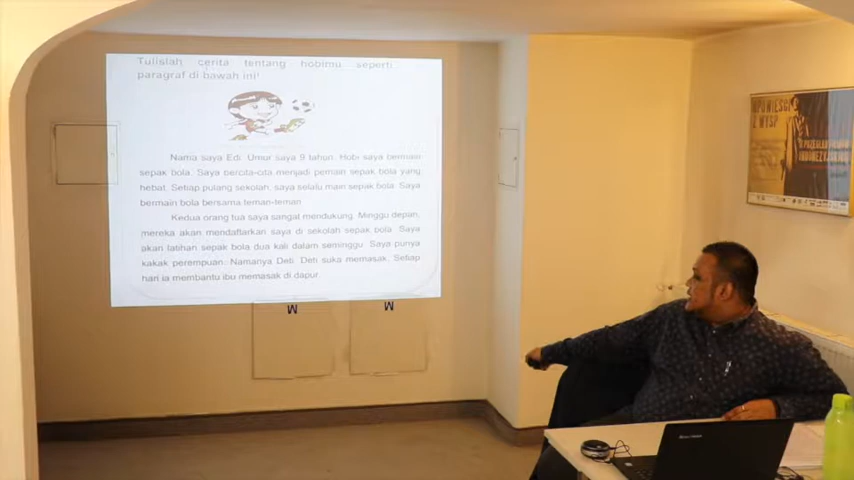 Tulislah cerita tentang hobimu seperti
paragraf di bawah ini!
Nama saya Edi. Umur saya 9 tahun. Hobi saya bermain
sepak bola. Saya bercita-cita menjadi pemain sepak bola yang
hebat. Setiap pulang sekolah, saya selalu main sepak bola. Saya
bermain bola bersama teman-teman.
Kedua orang tua saya sangat mendukung. Minggu depan,
mereka akan mendaftarkan saya di sekolah sepak bola. Saya
akan latihan sepak bola dua kali dalam seminggu. Saya punya
kakak perempuan. Namanya Deti. Deti suka memasak. Setiap
hari ia membantu ibu memasak di dapur.
M
M
OPOWIEŚCI
Z WYSP